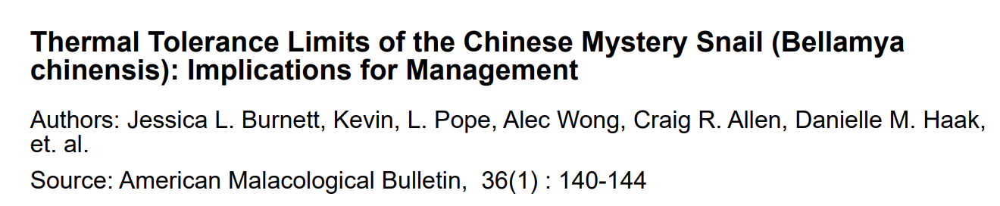 Thermal Tolerance Limits of the Chinese Mystery Snail (Bellamya
chinensis): Implications for Management
Authors: Jessica L. Burnett, Kevin, L. Pope, Alec Wong, Craig R. Allen, Danielle M. Haak,
et. al.
Source: American Malacological Bulletin,  36(1) : 140-144